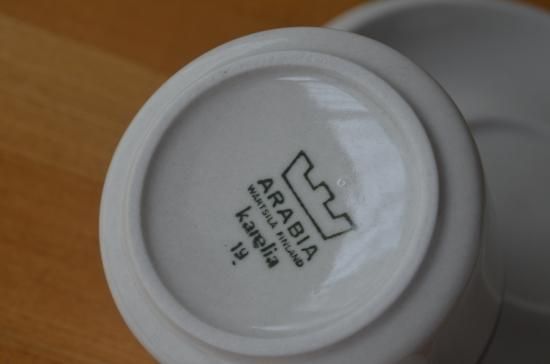 ARABIA
WÄRTSILÄ FINLAND
karelia
19